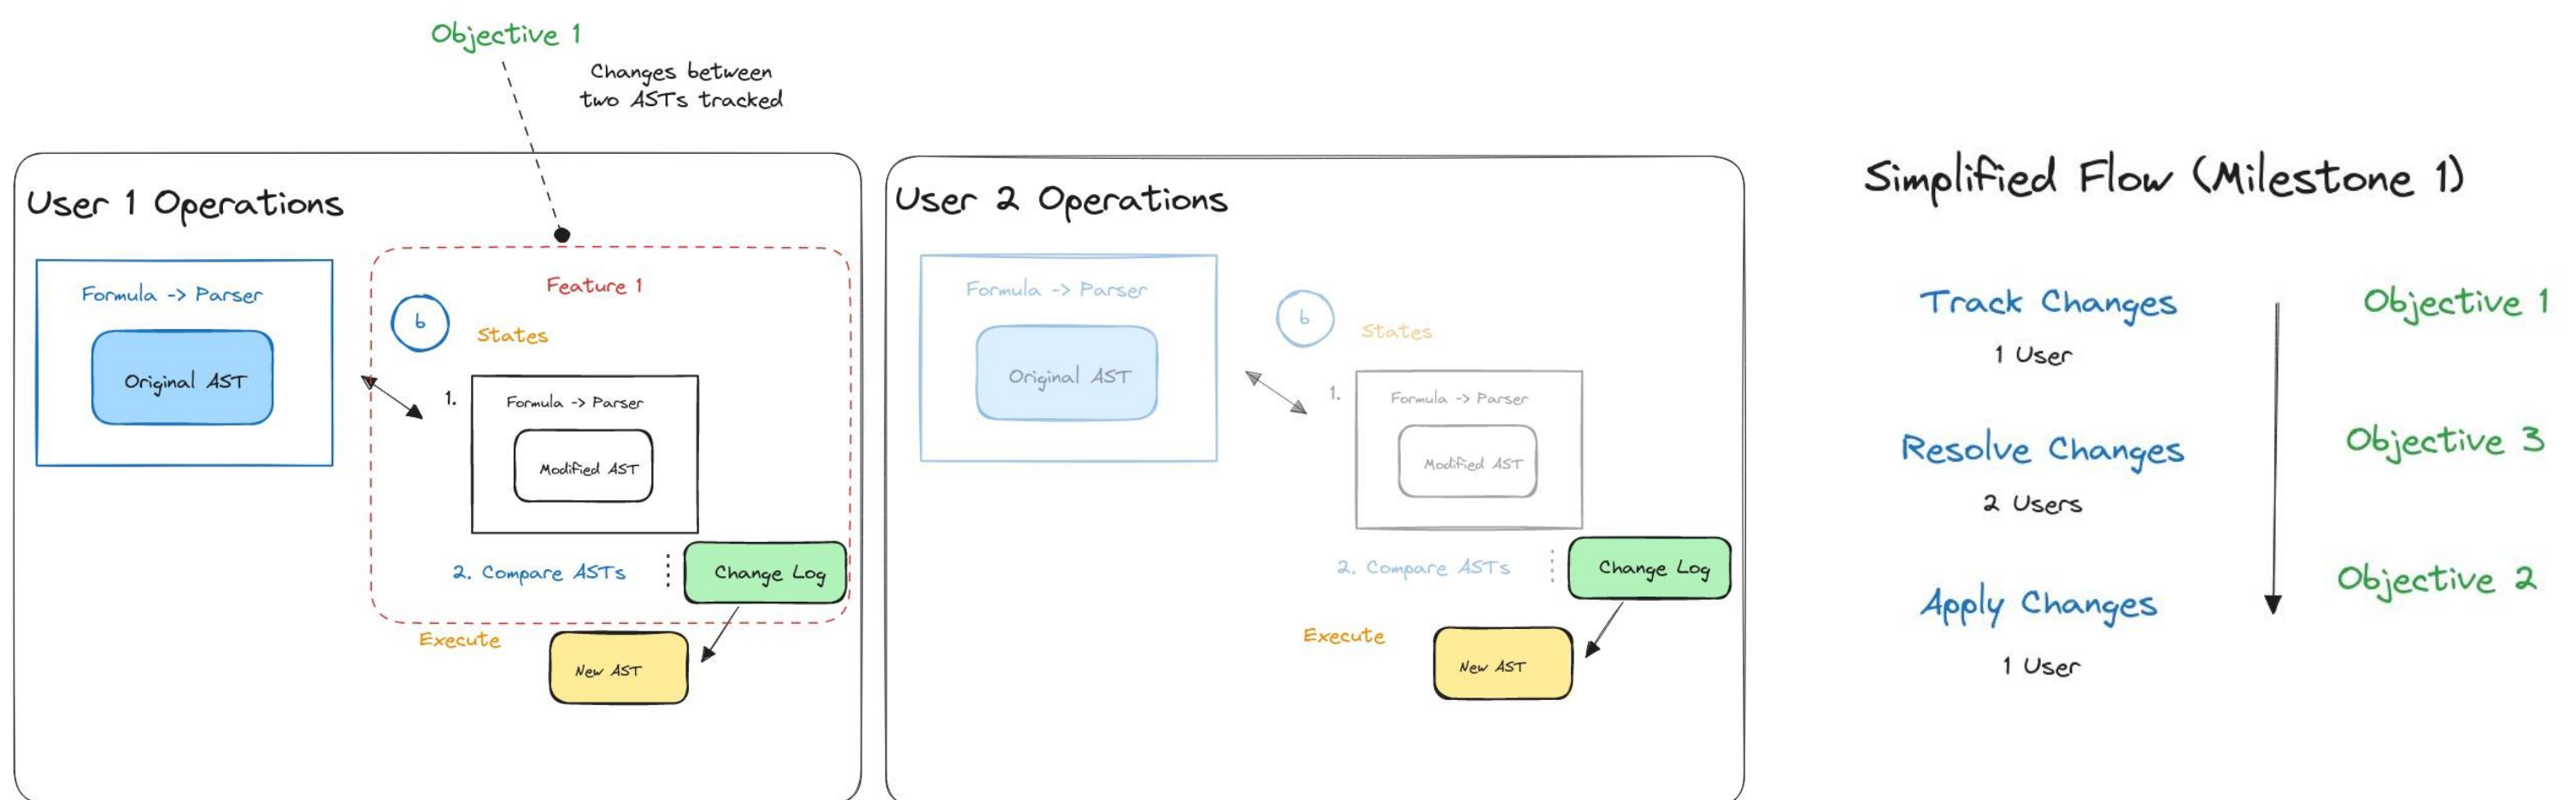 Objective 1
Changes between
two ASTs tracked
User 1 Operations
Formula -> Parser
Original AST
Feature 1
6
States
1.
Formula -> Parser
Modified AST
2. Compare ASTs
Change Log
Execute
New AST
User 2 Operations
Formula -> Parser
Original AST
6
States
1.
Formula -> Parser
Modified AST
2. Compare ASTs
Change Log
Execute
New AST
Simplified Flow (Milestone 1)
Track Changes
1 User
Objective 1
Resolve Changes
2 Users
Objective 3
Apply Changes
1 User
Objective 2